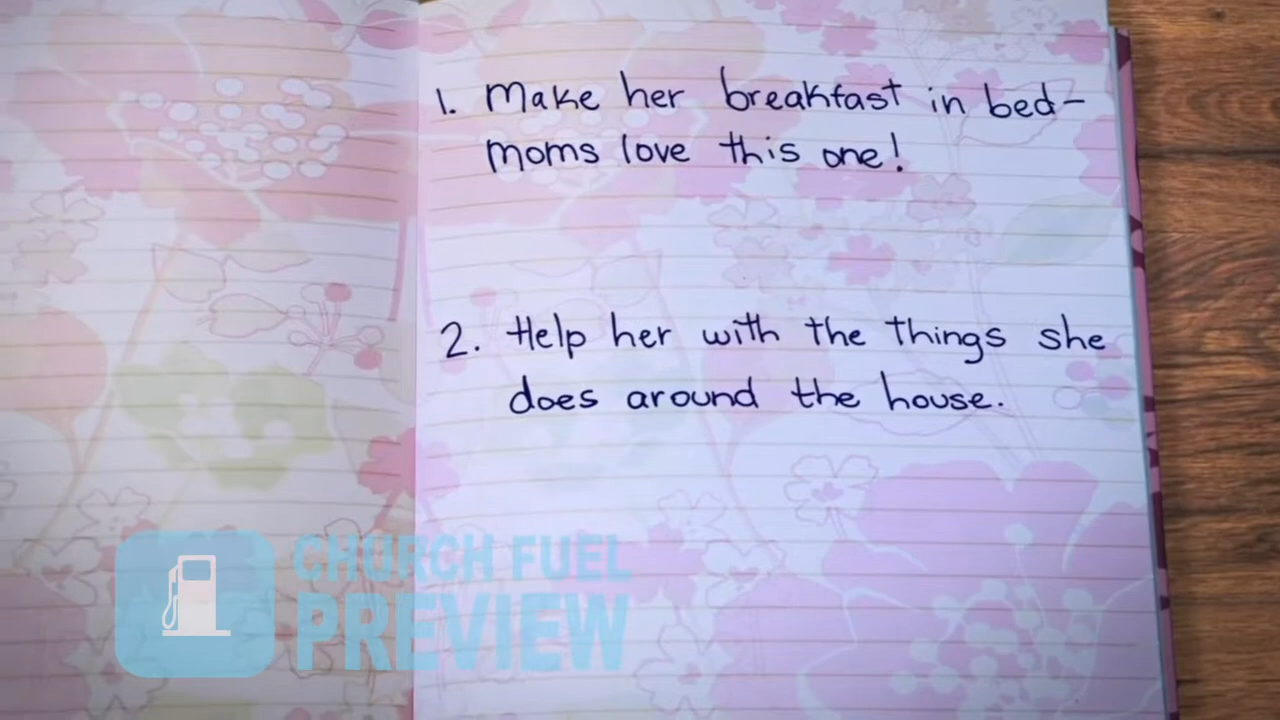 1. Make her breakfast in bed-
moms love this one!
2. Help her with the things she
does around the house.
CHURCH FUEL
PREVIEW